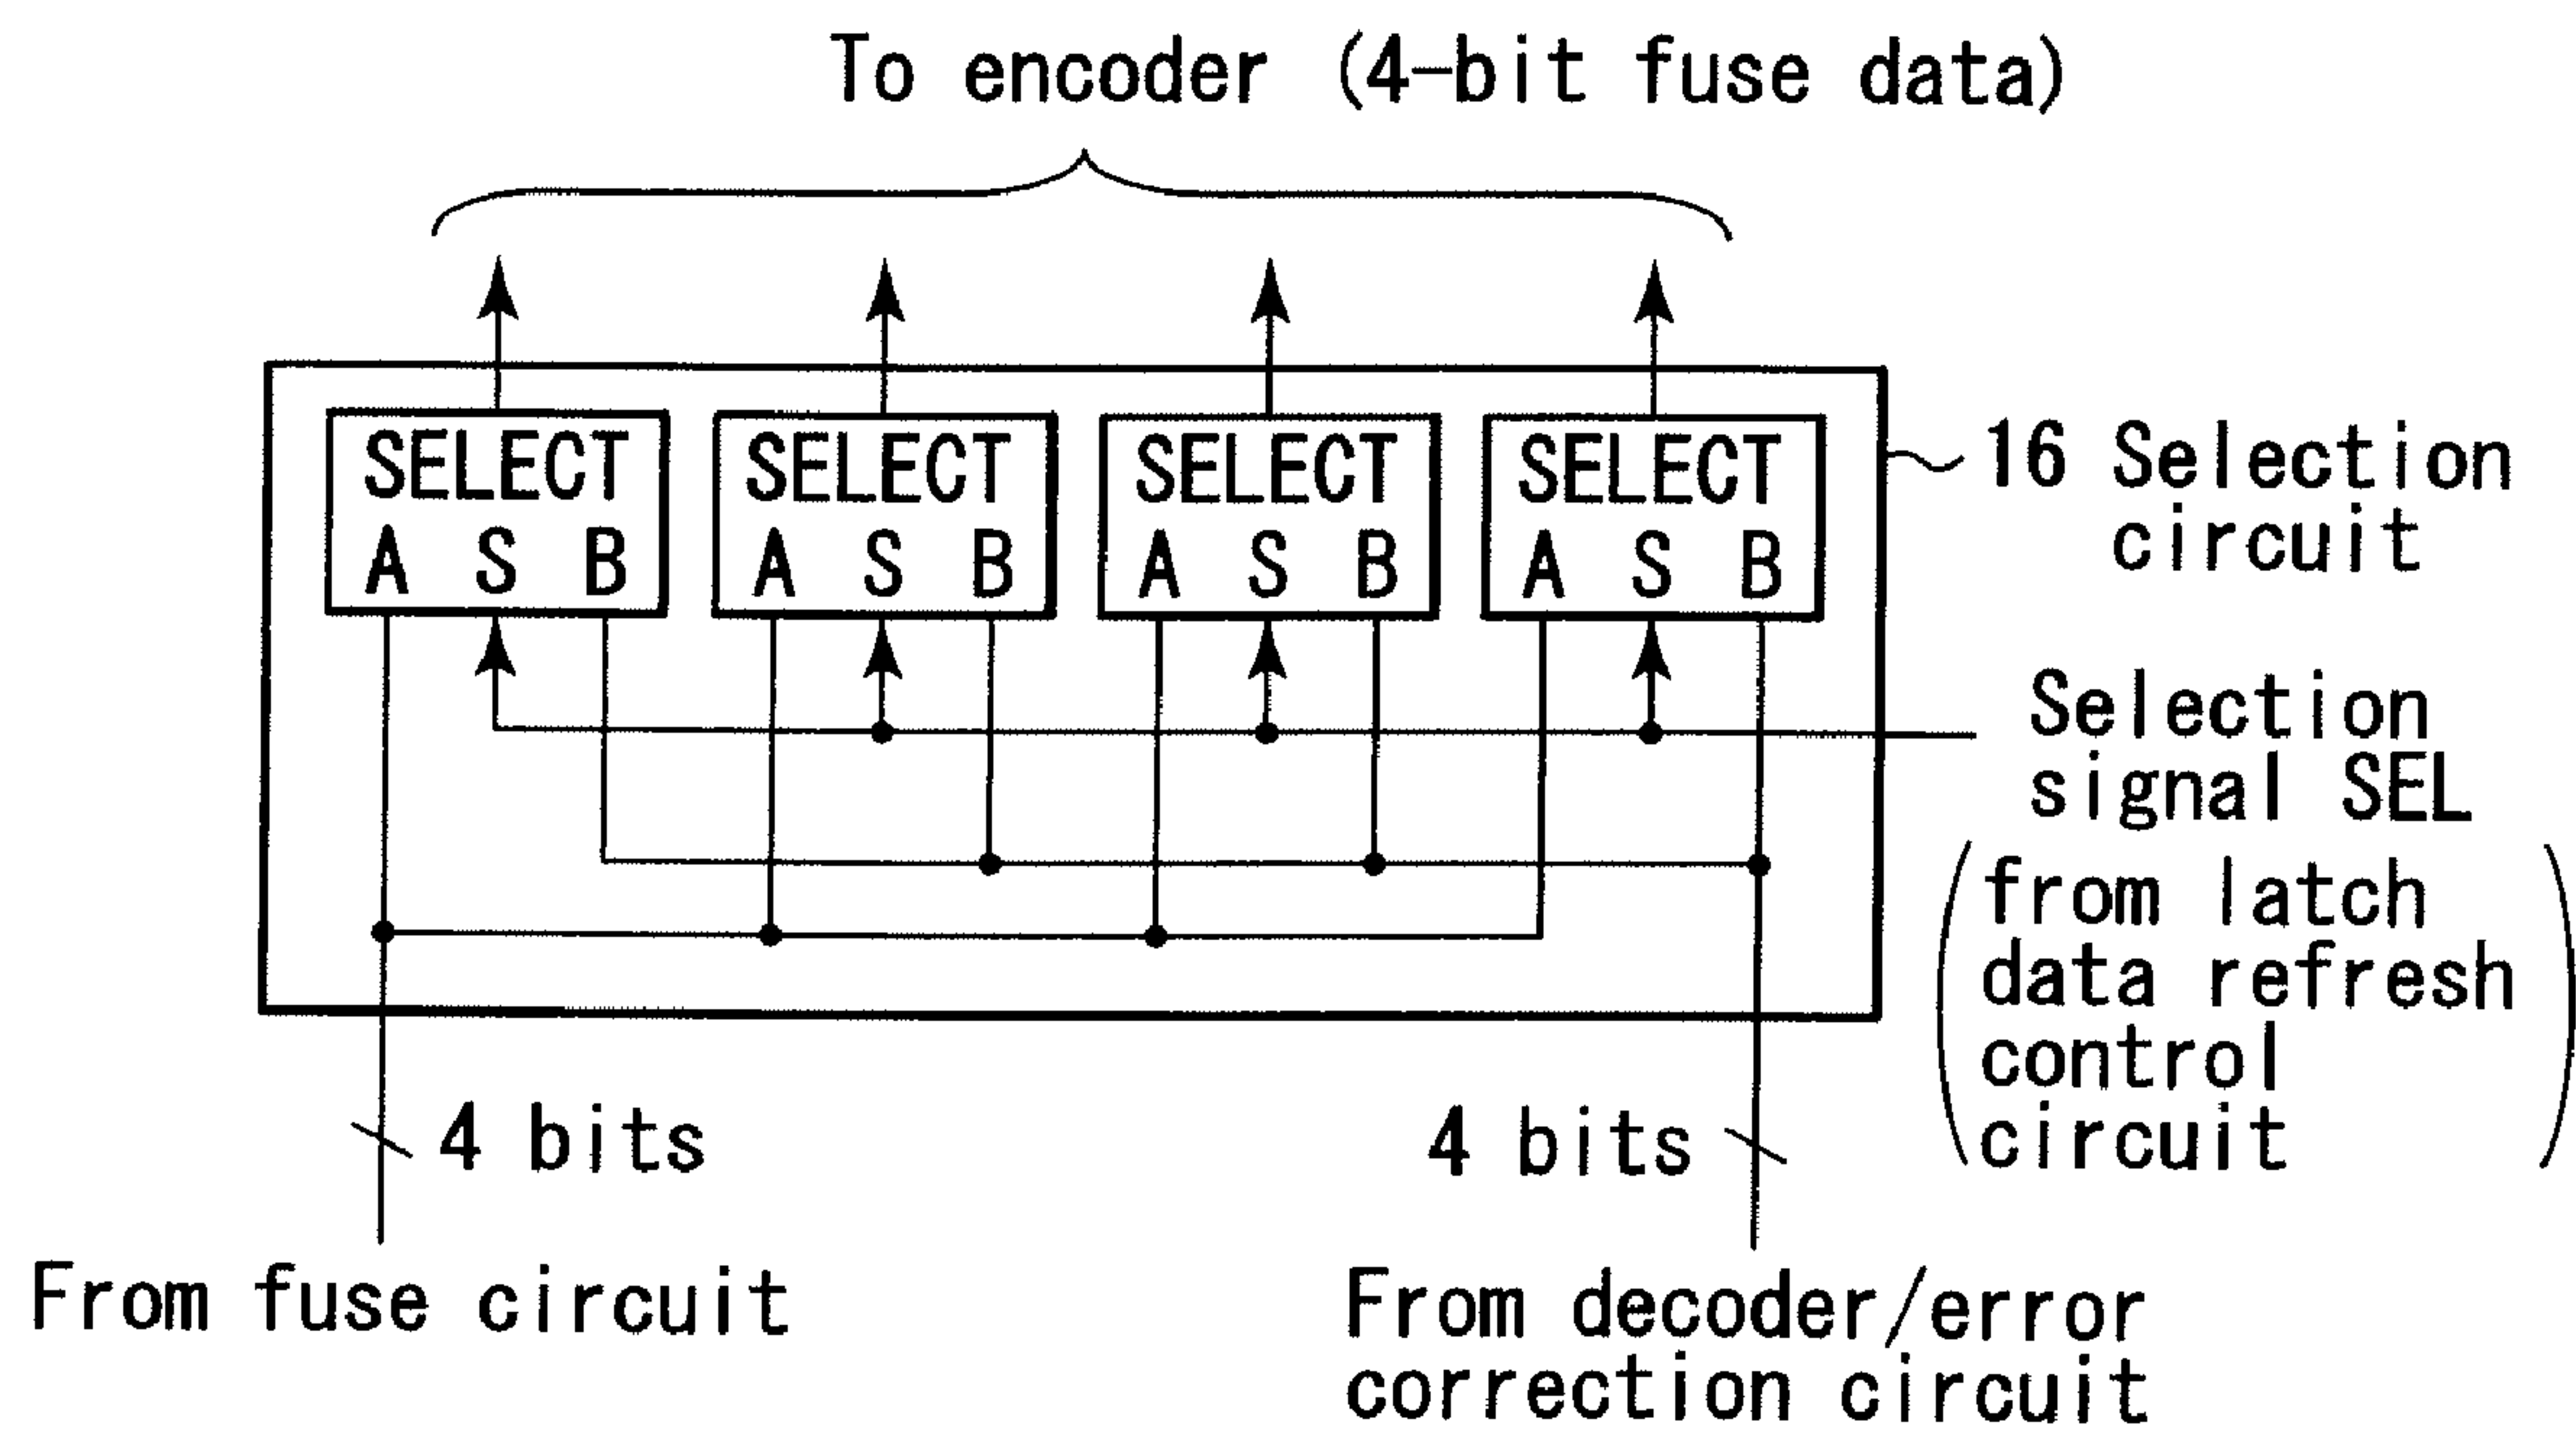 To encoder (4-bit fuse data)
SELECT SELECT SELECT SELECT
A S B A S B A S B A S B
16 Selection
circuit
Selection
signal SEL
(from latch
data refresh
control
circuit)
4 bits
4 bits
From fuse circuit
From decoder/error
correction circuit